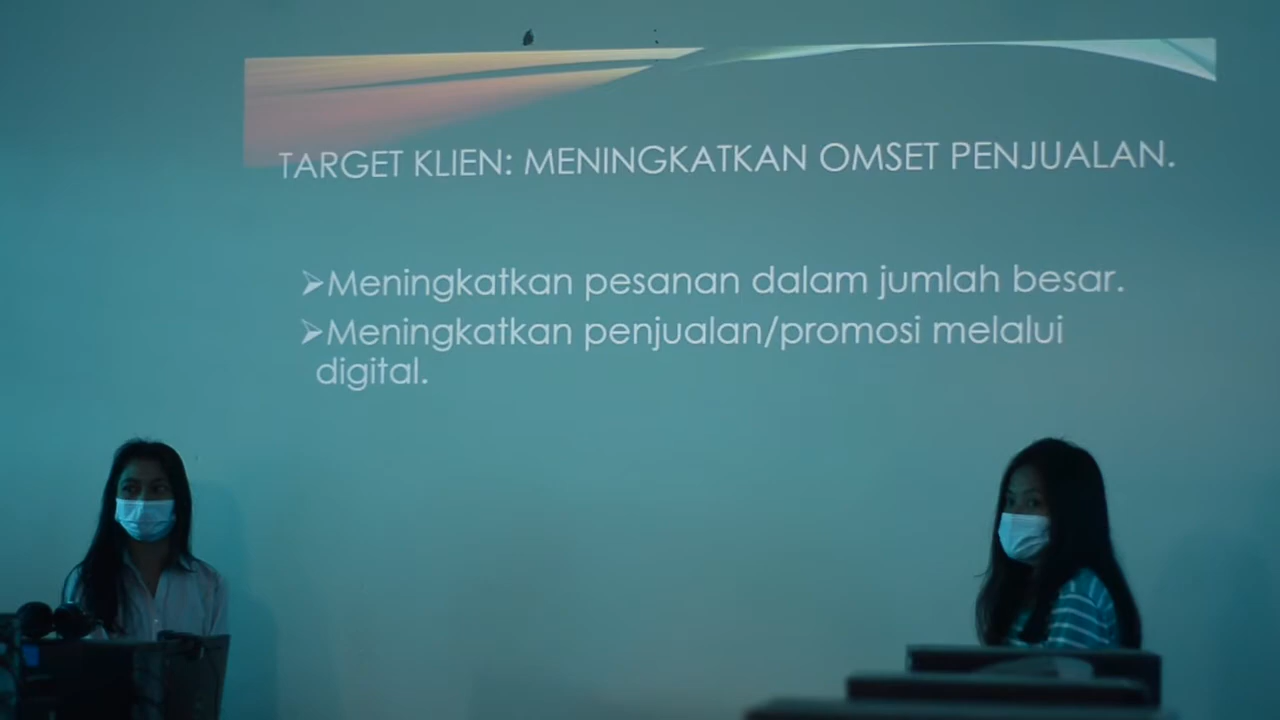 TARGET KLIEN: MENINGKATKAN OMSET PENJUALAN.
➢Meningkatkan pesanan dalam jumlah besar.
➢Meningkatkan penjualan/promosi melalui
digital.